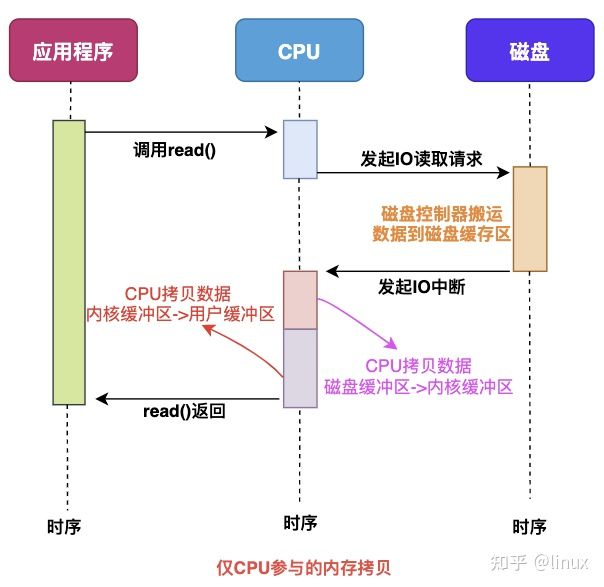 应用程序
CPU
磁盘
调用read()
发起IO读取请求
磁盘控制器搬运
数据到磁盘缓存区
发起IO中断
CPU拷贝数据
内核缓冲区->用户缓冲区
CPU拷贝数据
磁盘缓冲区->内核缓冲区
read()返回
时序
时序
时序
仅CPU参与的内存拷贝
知乎 @linux